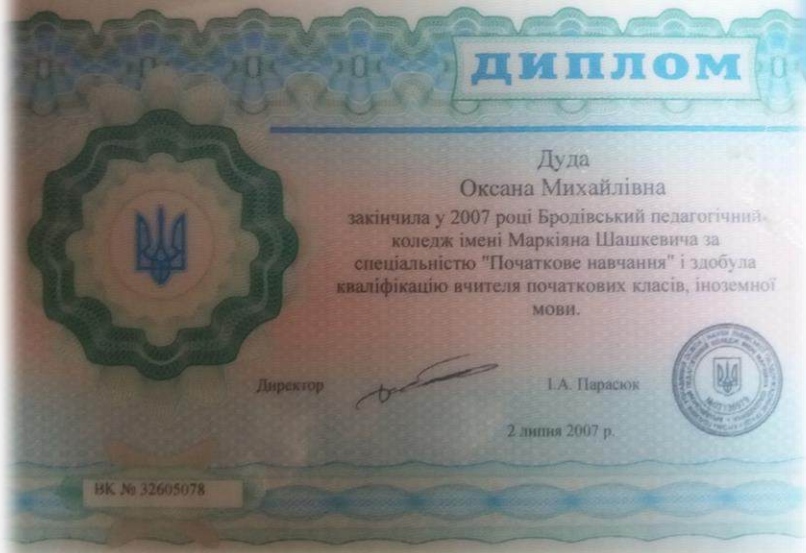 ДИПЛОМ
Дуда
Оксана Михайлівна
закінчила у 2007 році Бродівський педагогічний
коледж імені Маркіяна Шашкевича за
спеціальністю "Початкове навчання" і здобула
кваліфікацію вчителя початкових класів, іноземної
мови.
Директор І.А. Парасюк
2 липня 2007 р.
ВК № 32605078